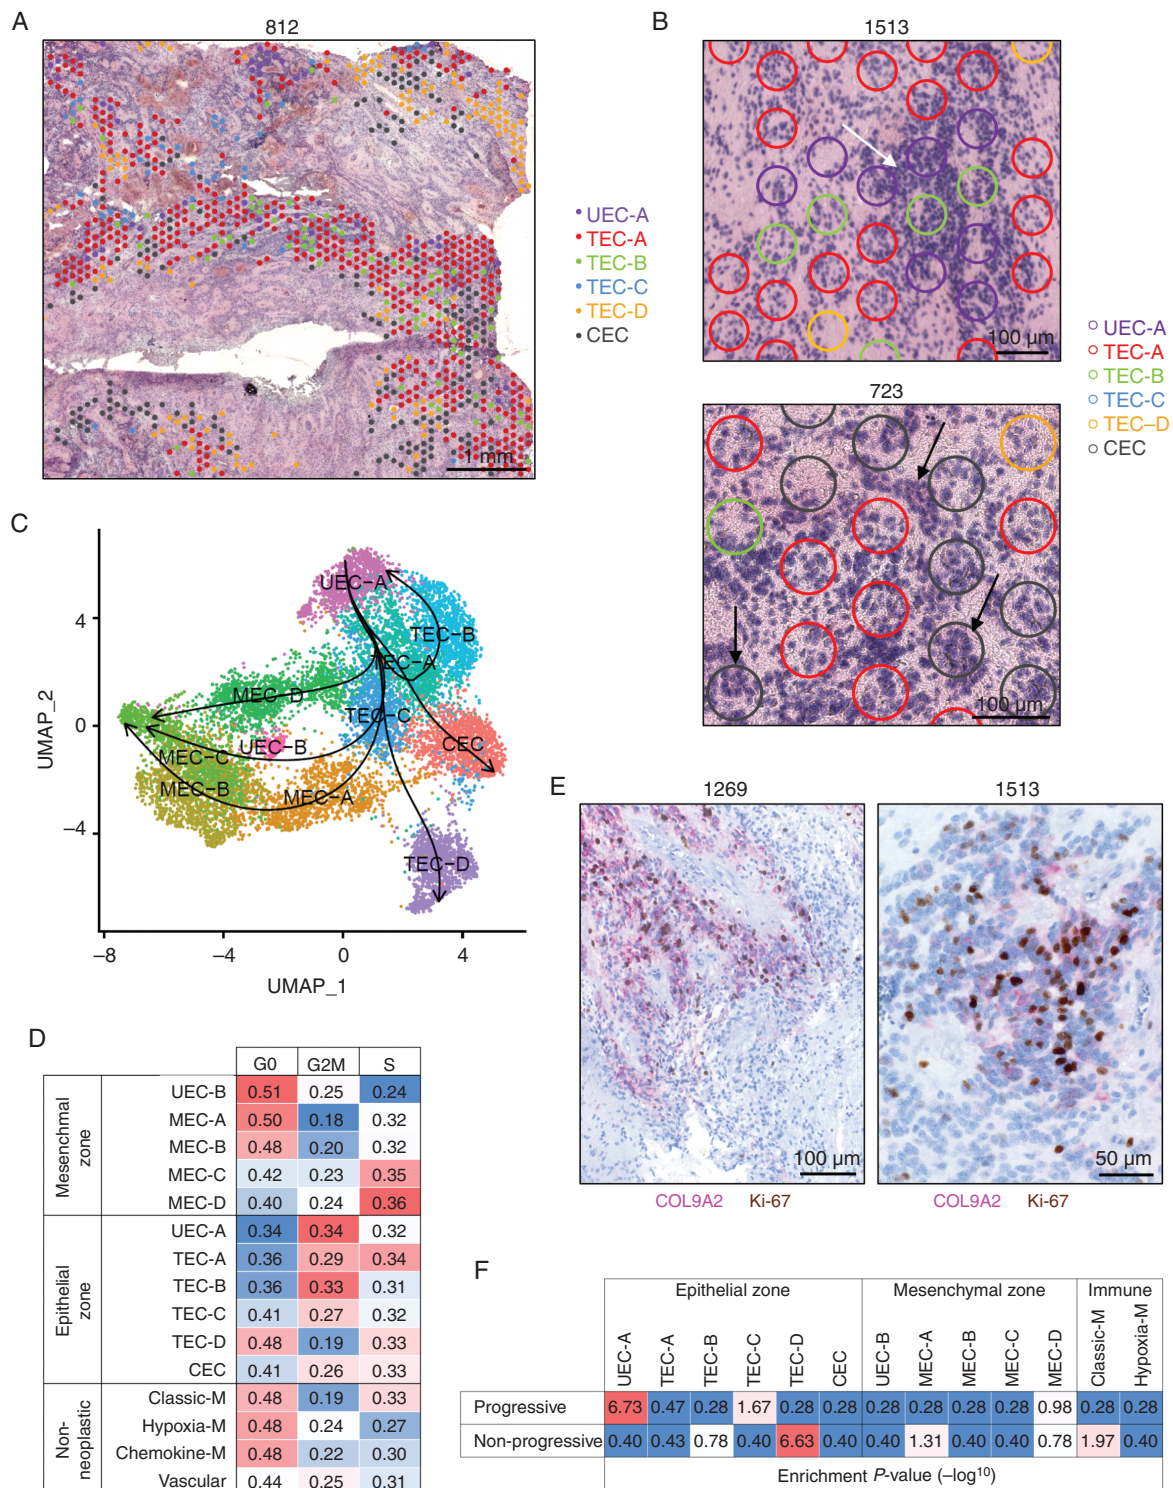 A
812
UEC-A
TEC-A
TEC-B
TEC-C
TEC-D
CEC
1 mm
B
1513
100 µm
723
100 µm
UEC-A
TEC-A
TEC-B
TEC-C
TEC–D
CEC
C
UMAP_2
4
0
−4
−8
−4
0
4
UMAP_1
UEC−A
TEC−B
TEC−A
MEC−D
TEC−C
UEC−B
CEC
MEC−C
MEC−B
MEC−A
TEC−D
D
G0 G2M S
Mesenchmal zone
UEC-B 0.51 0.25 0.24
MEC-A 0.50 0.18 0.32
MEC-B 0.48 0.20 0.32
MEC-C 0.42 0.23 0.35
MEC-D 0.40 0.24 0.36
Epithelial zone
UEC-A 0.34 0.34 0.32
TEC-A 0.36 0.29 0.34
TEC-B 0.36 0.33 0.31
TEC-C 0.41 0.27 0.32
TEC-D 0.48 0.19 0.33
CEC 0.41 0.26 0.33
Non-neoplastic
Classic-M 0.48 0.19 0.33
Hypoxia-M 0.48 0.24 0.27
Chemokine-M 0.48 0.22 0.30
Vascular 0.44 0.25 0.31
E
1269
100 µm
COL9A2 Ki-67
1513
50 µm
COL9A2 Ki-67
F
Epithelial zone Mesenchymal zone Immune
UEC-A TEC-A TEC-B TEC-C TEC-D CEC UEC-B MEC-A MEC-B MEC-C MEC-D Classic-M Hypoxia-M
Progressive 6.73 0.47 0.28 1.67 0.28 0.28 0.28 0.28 0.28 0.28 0.98 0.28 0.28
Non-progressive 0.40 0.43 0.78 0.40 6.63 0.40 0.40 1.31 0.40 0.40 0.78 1.97 0.40
Enrichment P-value (–log¹⁰)